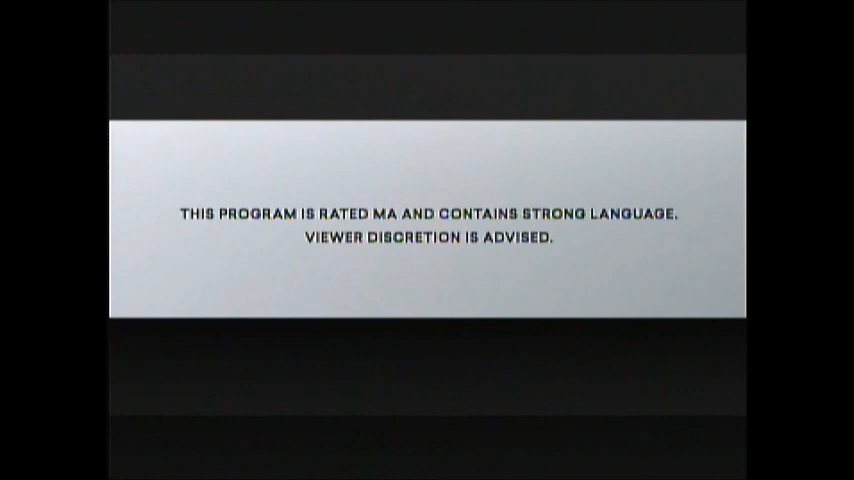 THIS PROGRAM IS RATED MA AND CONTAINS STRONG LANGUAGE.
VIEWER DISCRETION IS ADVISED.